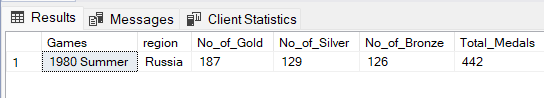 Results Messages Client Statistics
Games region No_of_Gold No_of_Silver No_of_Bronze Total_Medals
1 1980 Summer Russia 187 129 126 442